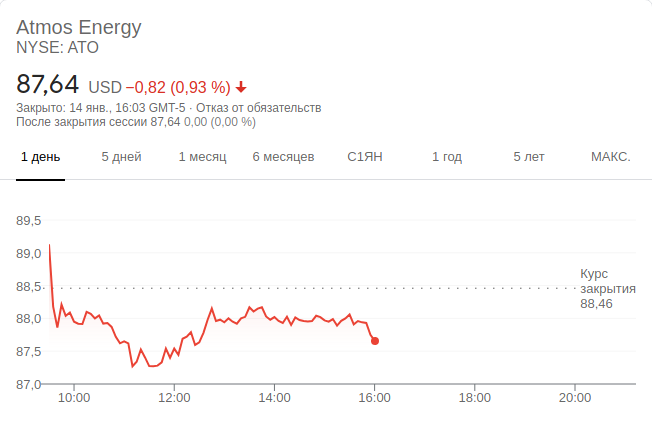 Atmos Energy
NYSE: ATO
87,64 USD −0,82 (0,93 %)
Закрыто: 14 янв., 16:03 GMT-5 · Отказ от обязательств
После закрытия сессии 87,64 0,00 (0,00 %)
1 день 5 дней 1 месяц 6 месяцев С1ЯН 1 год 5 лет МАКС.
89,5
89,0
88,5
88,0
87,5
87,0
Курс
закрытия
88,46
10:00 12:00 14:00 16:00 18:00 20:00